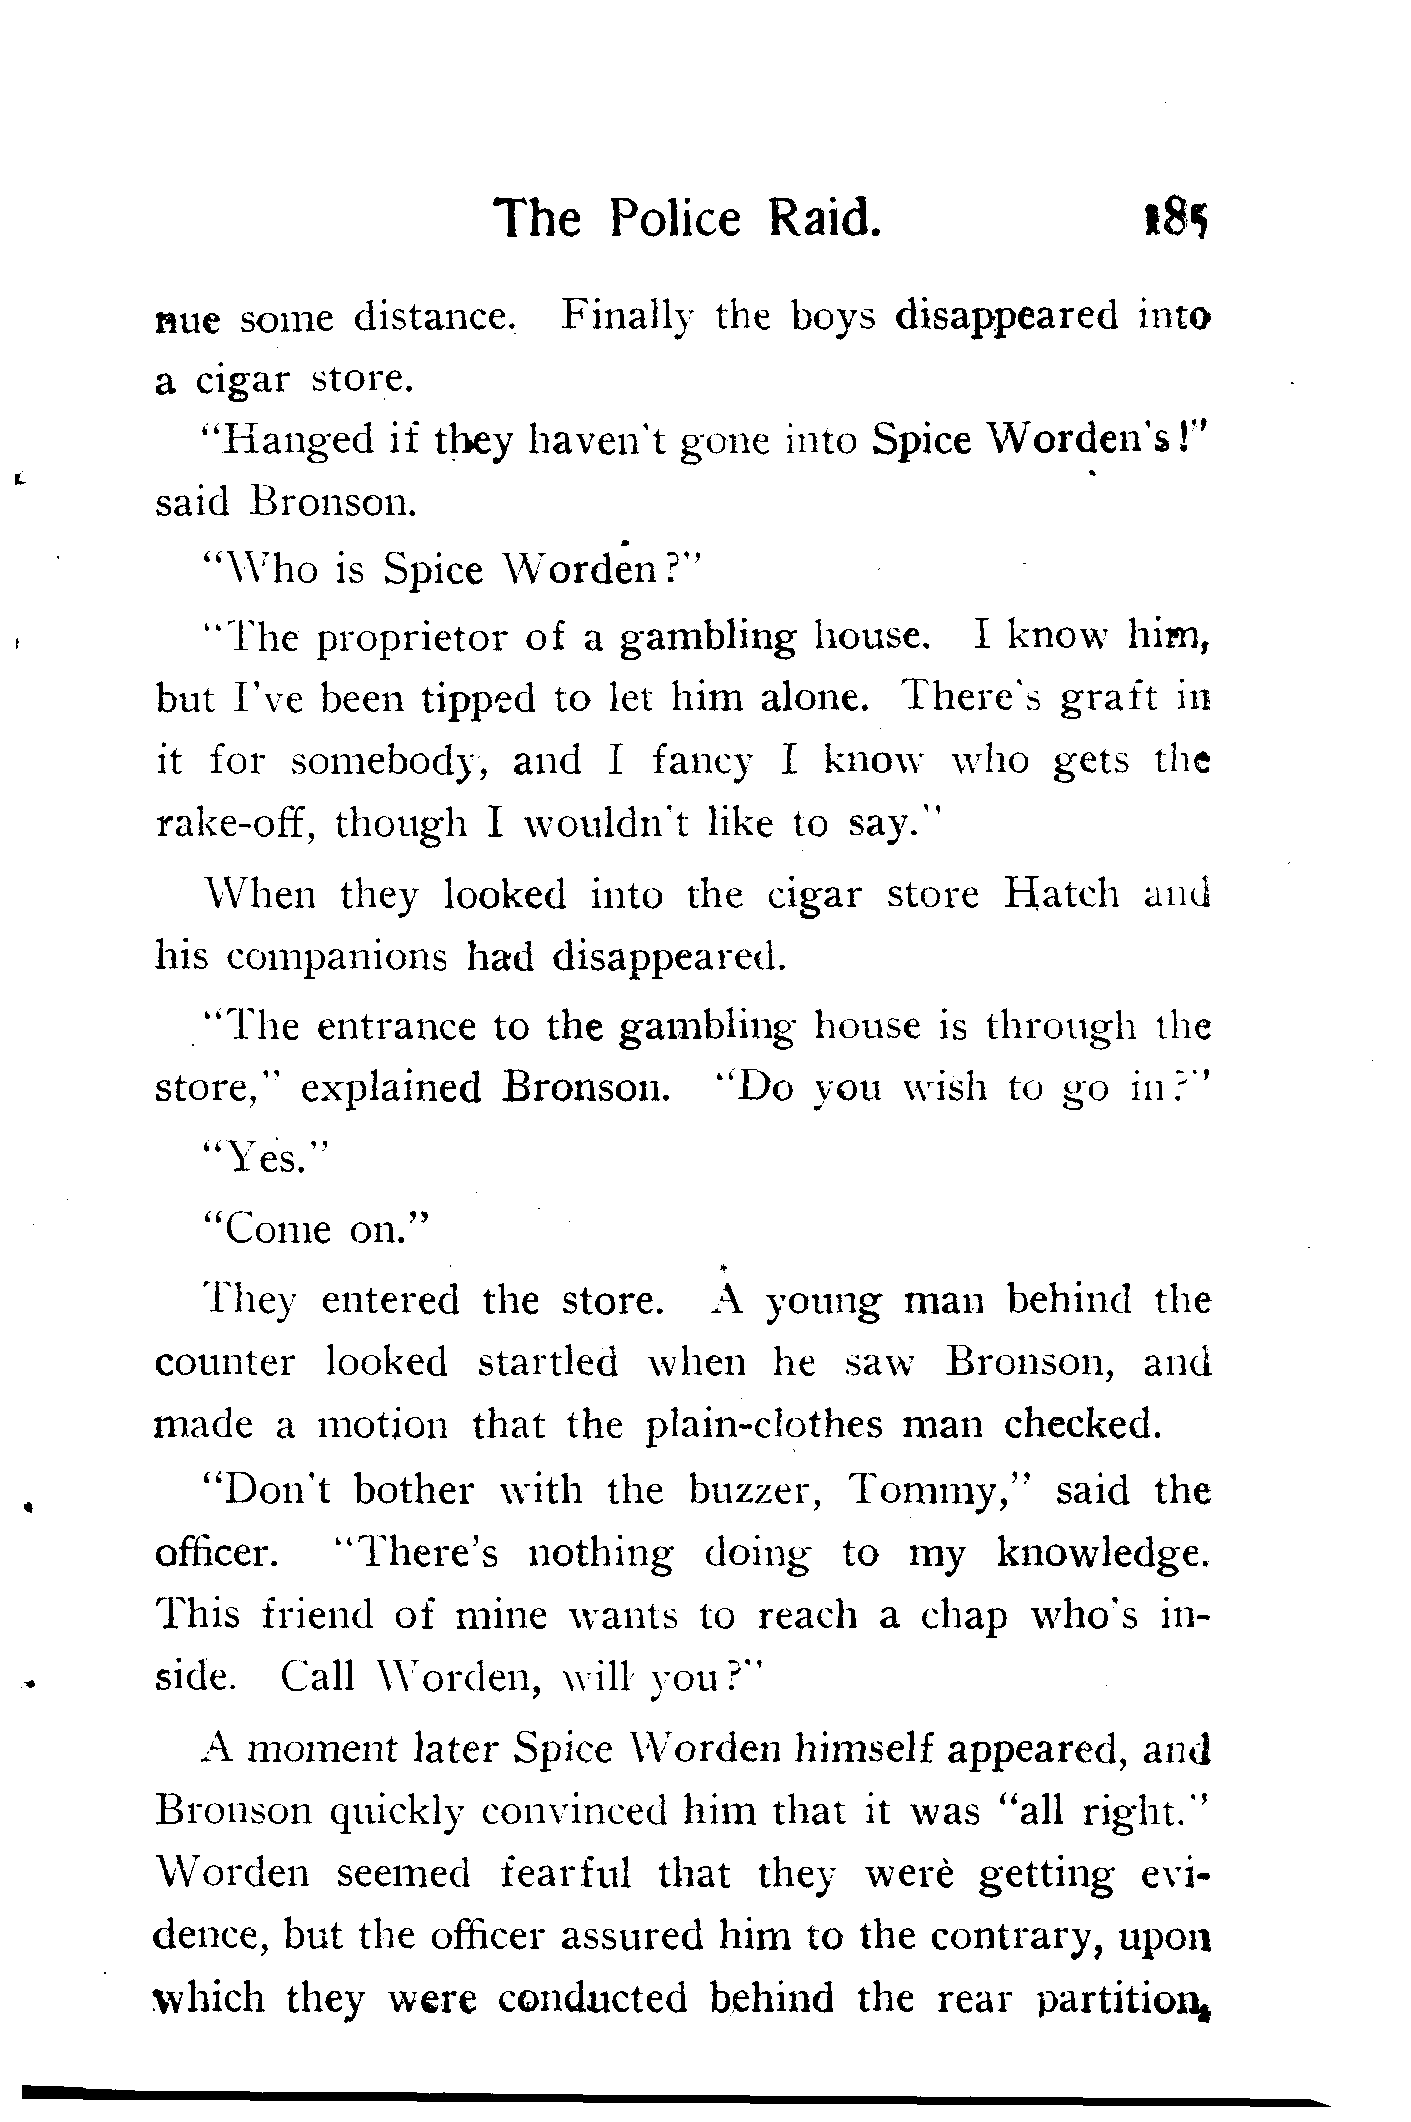 The Police Raid. 185
nue some distance. Finally the boys disappeared into
a cigar store.
"Hanged if they haven't gone into Spice Worden's!"
said Bronson.
"Who is Spice Worden?"
"The proprietor of a gambling house. I know him,
but I've been tipped to let him alone. There's graft in
it for somebody, and I fancy I know who gets the
rake-off, though I wouldn't like to say."
When they looked into the cigar store Hatch and
his companions had disappeared.
"The entrance to the gambling house is through the
store," explained Bronson. "Do you wish to go in?"
"Yes."
"Come on."
They entered the store. A young man behind the
counter looked startled when he saw Bronson, and
made a motion that the plain-clothes man checked.
"Don't bother with the buzzer, Tommy," said the
officer. "There's nothing doing to my knowledge.
This friend of mine wants to reach a chap who's in-
side. Call Worden, will you?"
A moment later Spice Worden himself appeared, and
Bronson quickly convinced him that it was "all right."
Worden seemed fearful that they were getting evi-
dence, but the officer assured him to the contrary, upon
which they were conducted behind the rear partition,